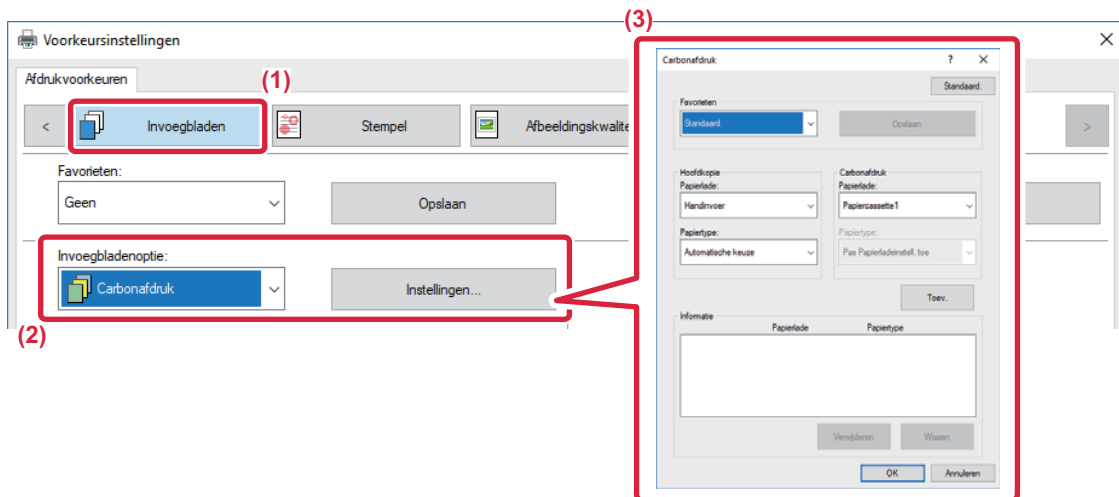 (3)
Voorkeursinstellingen
Afdrukvoorkeuren
(1)
< Invoegbladen Stempel Afbeeldingskwalite >
Favorieten:
Geen Opslaan
Invoegbladenoptie:
Carbonafdruk Instellingen...
(2)
Carbonafdruk ?
Standaard.
Favorieten
Standaard. Opslaan
Hoofdkopie Carbonafdruk
Papierlade: Papierlade:
Handinvoer Papiercassette1
Papiertype: Papiertype:
Automatische keuze Pas Papierladeinstell. toe
Toev.
Informatie
Papierlade Papiertype
Verwijderen Wissen
OK Annuleren